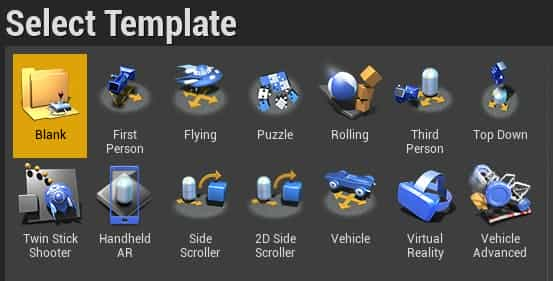 Select Template
Blank
First
Person
Flying
Puzzle
Rolling
Third
Person
Top Down
Twin Stick
Shooter
Handheld
AR
Side
Scroller
2D Side
Scroller
Vehicle
Virtual
Reality
Vehicle
Advanced